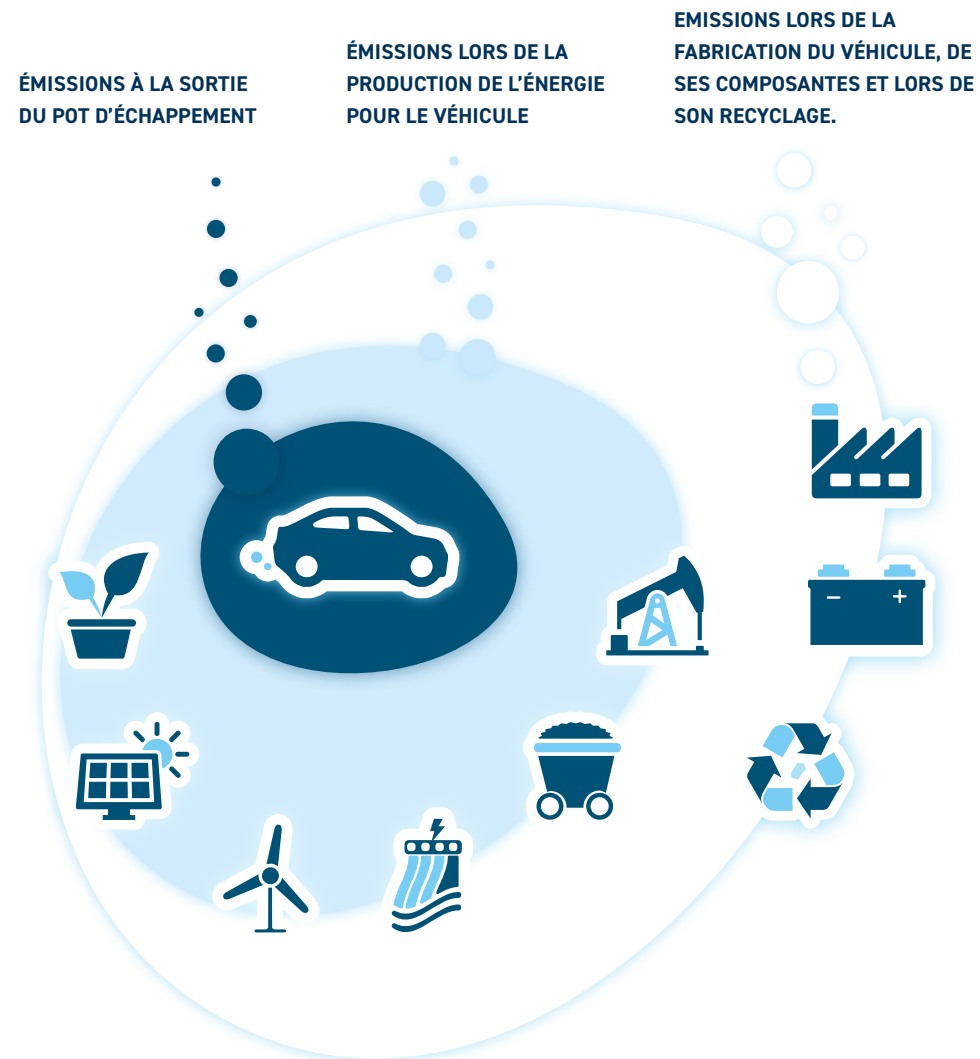 ÉMISSIONS À LA SORTIE
DU POT D'ÉCHAPPEMENT
ÉMISSIONS LORS DE LA
PRODUCTION DE L'ÉNERGIE
POUR LE VÉHICULE
EMISSIONS LORS DE LA
FABRICATION DU VÉHICULE, DE
SES COMPOSANTES ET LORS DE
SON RECYCLAGE.
− +